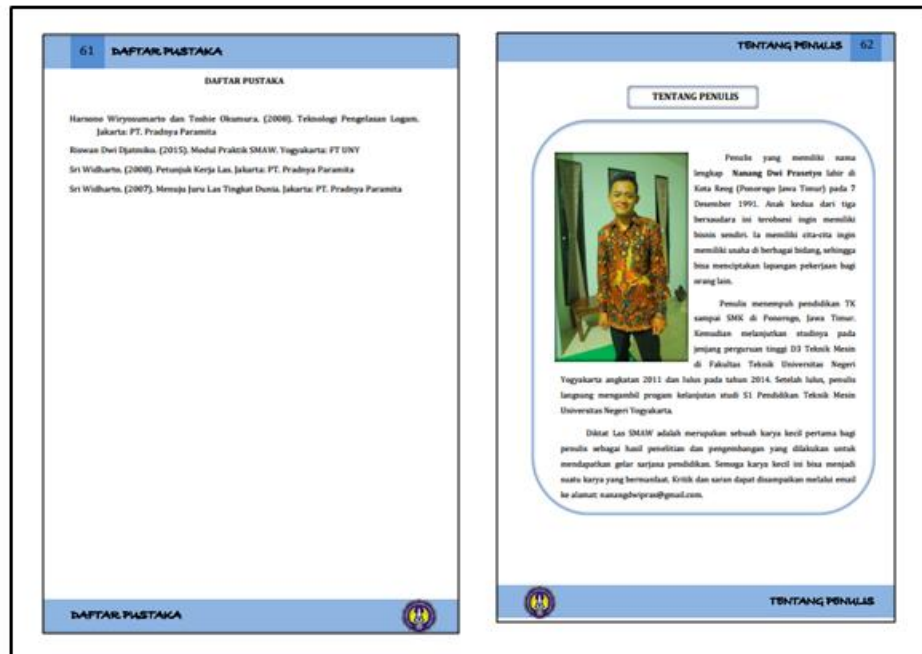 61 DAFTAR PUSTAKA
DAFTAR PUSTAKA
Harsono Wiryosumarto dan Toshie Okumura. (2008). Teknologi Pengelasan Logam.
Jakarta: PT. Pradnya Paramita
Riswan Dwi Djatmiko. (2015). Modul Praktik SMAW. Yogyakarta: FT UNY
Sri Widharto. (2008). Petunjuk Kerja Las. Jakarta: PT. Pradnya Paramita
Sri Widharto. (2007). Menuju Juru Las Tingkat Dunia. Jakarta: PT. Pradnya Paramita
DAFTAR PUSTAKA
TENTANG PENULIS 62
TENTANG PENULIS
Penulis yang memiliki nama
lengkap Nanang Dwi Prasetyo lahir di
Kota Reog (Ponorogo Jawa Timur) pada 7
Desember 1991. Anak kedua dari tiga
bersaudara ini terobsesi ingin memiliki
bisnis sendiri. Ia memiliki cita-cita ingin
memiliki usaha di berbagai bidang, sehingga
bisa menciptakan lapangan pekerjaan bagi
orang lain.
Penulis menempuh pendidikan TK
sampai SMK di Ponorogo, Jawa Timur.
Kemudian melanjutkan studinya pada
jenjang perguruan tinggi D3 Teknik Mesin
di Fakultas Teknik Universitas Negeri
Yogyakarta angkatan 2011 dan lulus pada tahun 2014. Setelah lulus, penulis
langsung mengambil progam kelanjutan studi S1 Pendidikan Teknik Mesin
Universitas Negeri Yogyakarta.
Diktat Las SMAW adalah merupakan sebuah karya kecil pertama bagi
penulis sebagai hasil penelitian dan pengembangan yang dilakukan untuk
mendapatkan gelar sarjana pendidikan. Semoga karya kecil ini bisa menjadi
suatu karya yang bermanfaat. Kritik dan saran dapat disampaikan melalui email
ke alamat: nanangdwipras@gmail.com.
TENTANG PENULIS